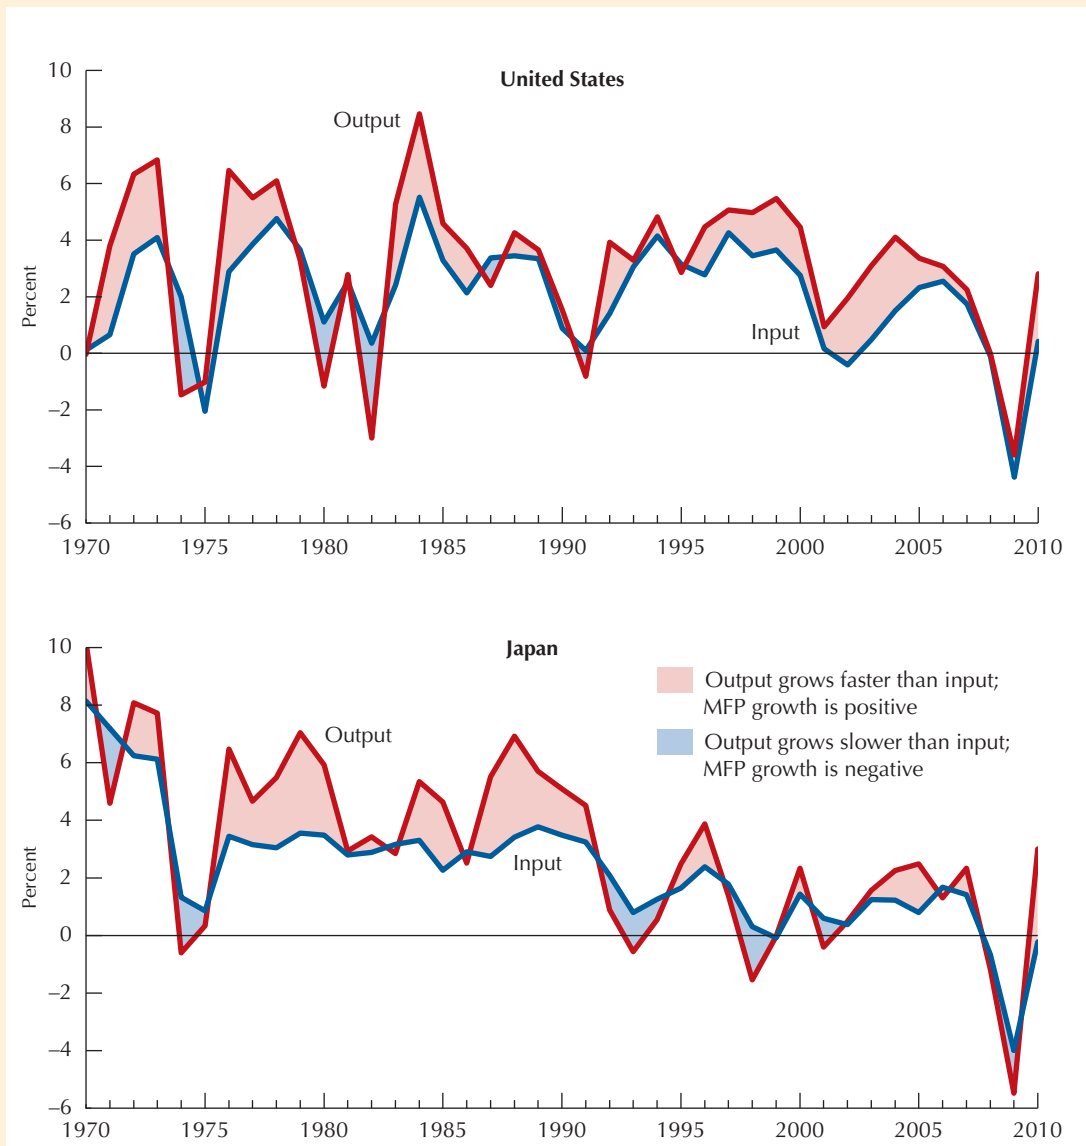 United States
Output
Input
Percent
10
8
6
4
2
0
–2
–4
–6
1970 1975 1980 1985 1990 1995 2000 2005 2010
Japan
Output grows faster than input;
MFP growth is positive
Output grows slower than input;
MFP growth is negative
Output
Input
Percent
10
8
6
4
2
0
–2
–4
–6
1970 1975 1980 1985 1990 1995 2000 2005 2010